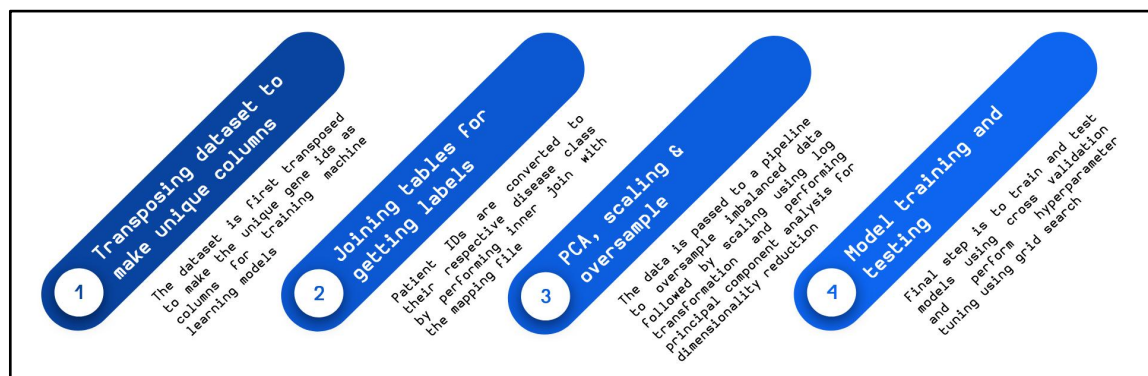 1
Transposing dataset to
make unique columns
The dataset is first transposed
to make the unique gene ids as
columns for training machine
learning models
2
Joining tables for
getting labels
Patient IDs are converted to
their respective disease class
by performing inner join with
the mapping file
3
PCA, scaling &
oversample
The data is passed to a pipeline
to oversample imbalanced data
followed by scaling using log
transformation and performing
principal component analysis for
dimensionality reduction
4
Model training and
testing
Final step is to train and test
models using cross validation
and perform hyperparameter
tuning using grid search